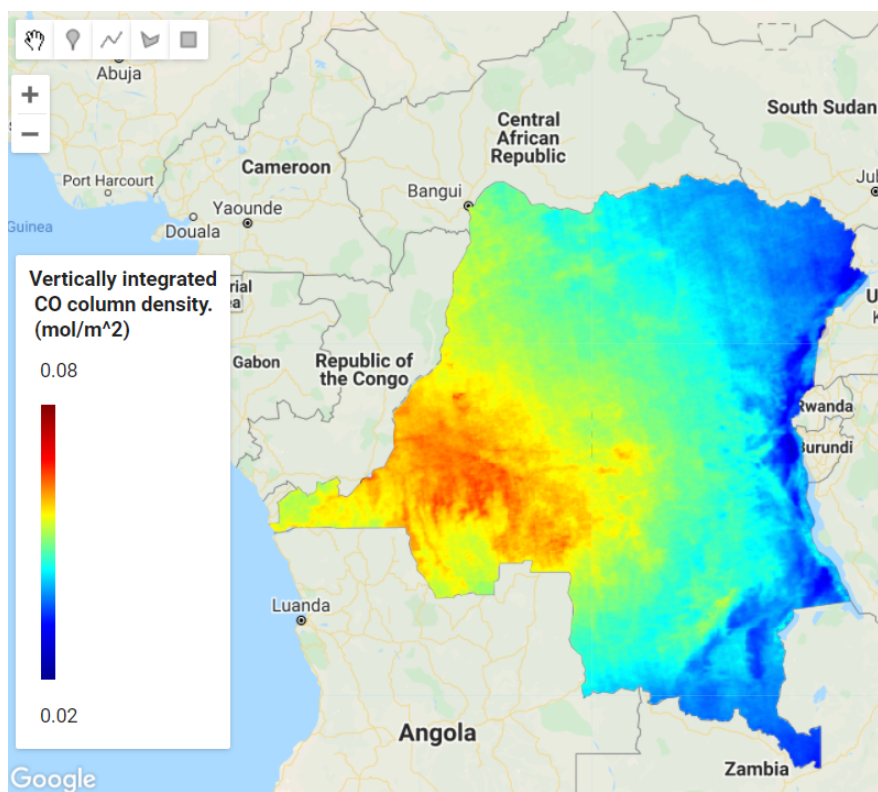 Abuja
South Sudan
Central
African
Republic
Cameroon
Port Harcourt
Bangui
Yaounde
Douala
Guinea
Vertically integrated
CO column density.
(mol/m^2)
0.08
0.02
Gabon
Republic of
the Congo
Rwanda
Burundi
Luanda
Angola
Zambia
Google